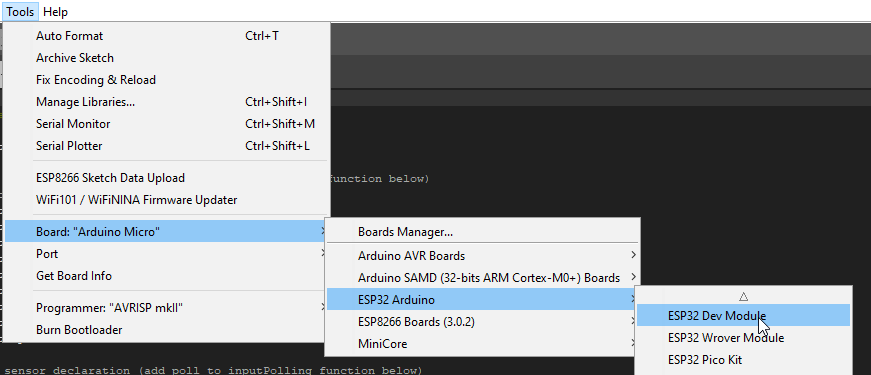 Tools Help
Auto Format Ctrl+T
Archive Sketch
Fix Encoding & Reload
Manage Libraries... Ctrl+Shift+I
Serial Monitor Ctrl+Shift+M
Serial Plotter Ctrl+Shift+L
ESP8266 Sketch Data Upload
unction below)
WiFi101 / WiFiNINA Firmware Updater
Board: "Arduino Micro"
Port
Get Board Info
Programmer: "AVRISP mkII"
Burn Bootloader
Boards Manager...
Arduino AVR Boards
Arduino SAMD (32-bits ARM Cortex-M0+) Boards
ESP32 Arduino
ESP8266 Boards (3.0.2)
MiniCore
ESP32 Dev Module
ESP32 Wrover Module
ESP32 Pico Kit
sensor declaration (add poll to inputPolling function below)